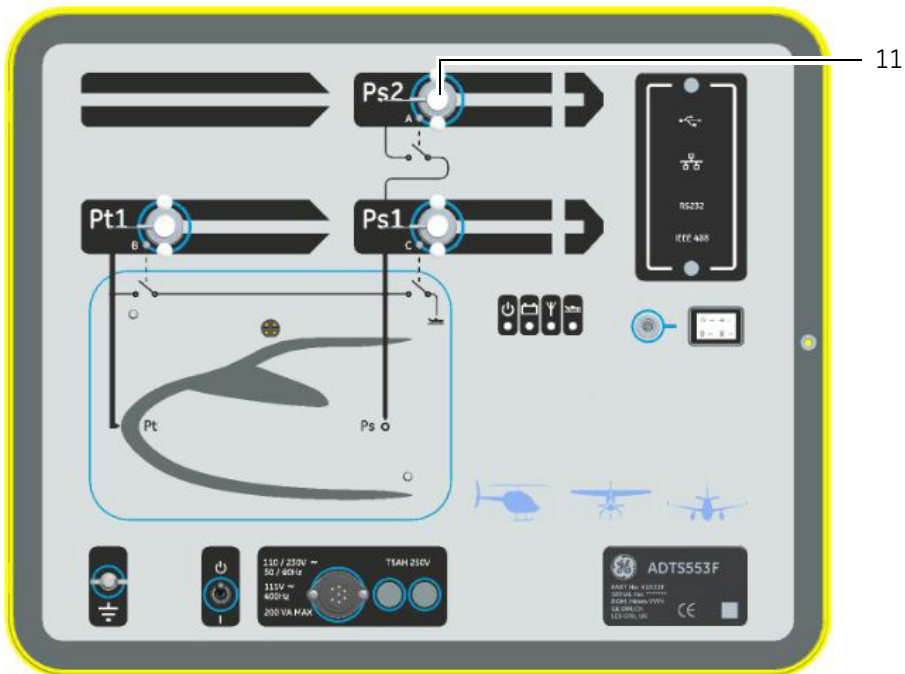 11
Ps2
A
Pt1
B
Ps1
C
RS232
IEEE 488
Pt
Ps
110 / 230V ~
50 / 60Hz
115V ~
400Hz
200 VA MAX
T5AH 250V
GE
ADTS553F
CE